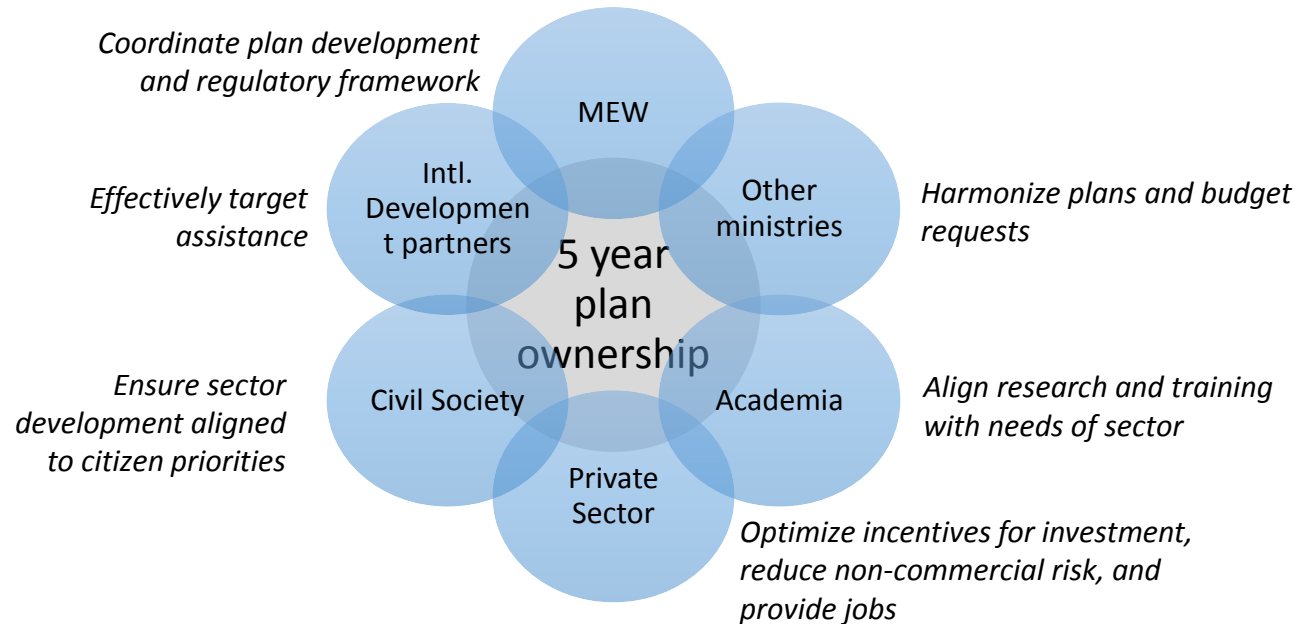 Coordinate plan development
and regulatory framework
MEW
Intl.
Developmen
t partners
Other
ministries
Effectively target
assistance
Harmonize plans and budget
requests
5 year
plan
ownership
Ensure sector
development aligned
to citizen priorities
Civil Society
Academia
Align research and training
with needs of sector
Private
Sector
Optimize incentives for investment,
reduce non-commercial risk, and
provide jobs